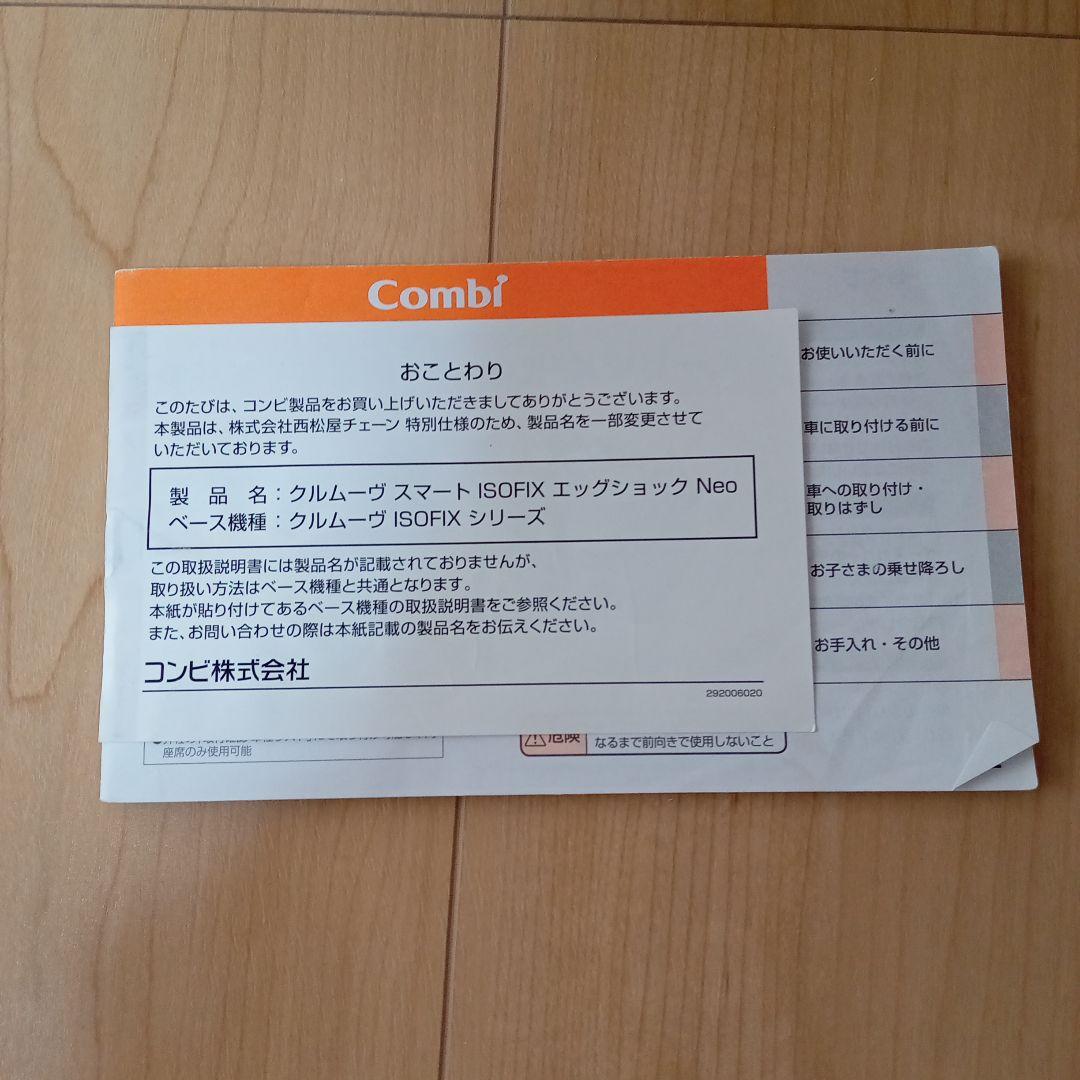 Combi
おことわり
このたびは、コンビ製品をお買い上げいただきましてありがとうございます。
本製品は、株式会社西松屋チェーン 特別仕様のため、製品名を一部変更させて
いただいております。
製 品 名：クルムーヴ スマート ISOFIX エッグショック Neo
ベース機種：クルムーヴ ISOFIX シリーズ
この取扱説明書には製品名が記載されておりませんが、
取り扱い方法はベース機種と共通となります。
本紙が貼り付けてあるベース機種の取扱説明書をご参照ください。
また、お問い合わせの際は本紙記載の製品名をお伝えください。
コンビ株式会社
292006020
お使いいただく前に
車に取り付ける前に
車への取り付け・
取りはずし
お子さまの乗せ降ろし
お手入れ・その他
座席のみ使用可能
危険
なるまで前向きで使用しないこと